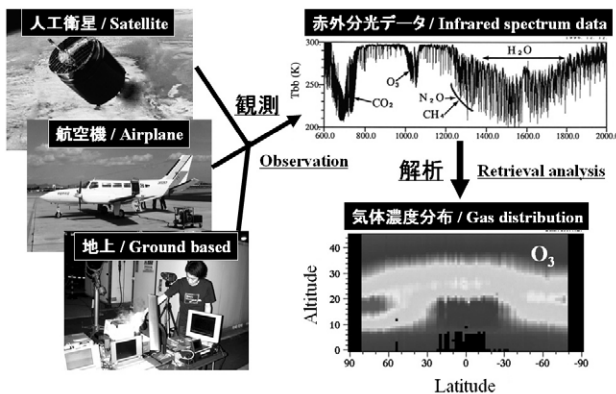 人工衛星 / Satellite
航空機 / Airplane
地上 / Ground based
観測
Observation
赤外分光データ / Infrared spectrum data
Tbb (K)
300
250
200
CO2
O3
N2O
CH4
H2O
600.0 800.0 1000.0 1200.0 1400.0 1600.0 1800.0 2000.0
解析
Retrieval analysis
気体濃度分布 / Gas distribution
O3
Altitude
40
30
20
10
0
90 60 30 0 -30 -60 -90
Latitude